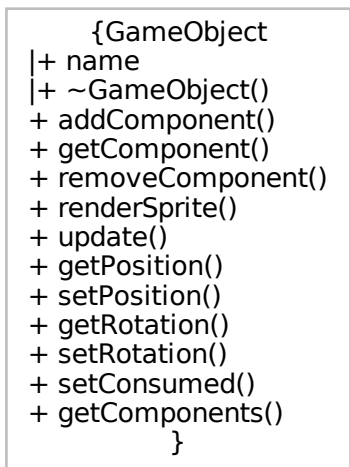 {GameObject
|+ name
|+ ~GameObject()
+ addComponent()
+ getComponent()
+ removeComponent()
+ renderSprite()
+ update()
+ getPosition()
+ setPosition()
+ getRotation()
+ setRotation()
+ setConsumed()
+ getComponents()
}